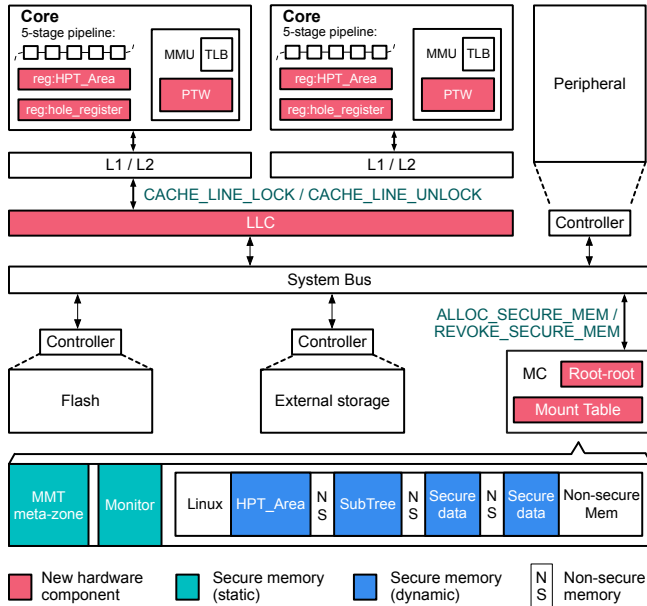 Core
5-stage pipeline:
reg:HPT_Area
reg:hole_register
MMU
TLB
PTW
Core
5-stage pipeline:
reg:HPT_Area
reg:hole_register
MMU
TLB
PTW
Peripheral
L1 / L2
L1 / L2
CACHE_LINE_LOCK / CACHE_LINE_UNLOCK
LLC
Controller
System Bus
ALLOC_SECURE_MEM /
REVOKE_SECURE_MEM
Controller
Controller
Flash
External storage
MC
Root-root
Mount Table
MMT
meta-zone
Monitor
Linux
HPT_Area
N
S
SubTree
N
S
Secure
data
N
S
Secure
data
Non-secure
Mem
New hardware
component
Secure memory
(static)
Secure memory
(dynamic)
N
S
Non-secure
memory